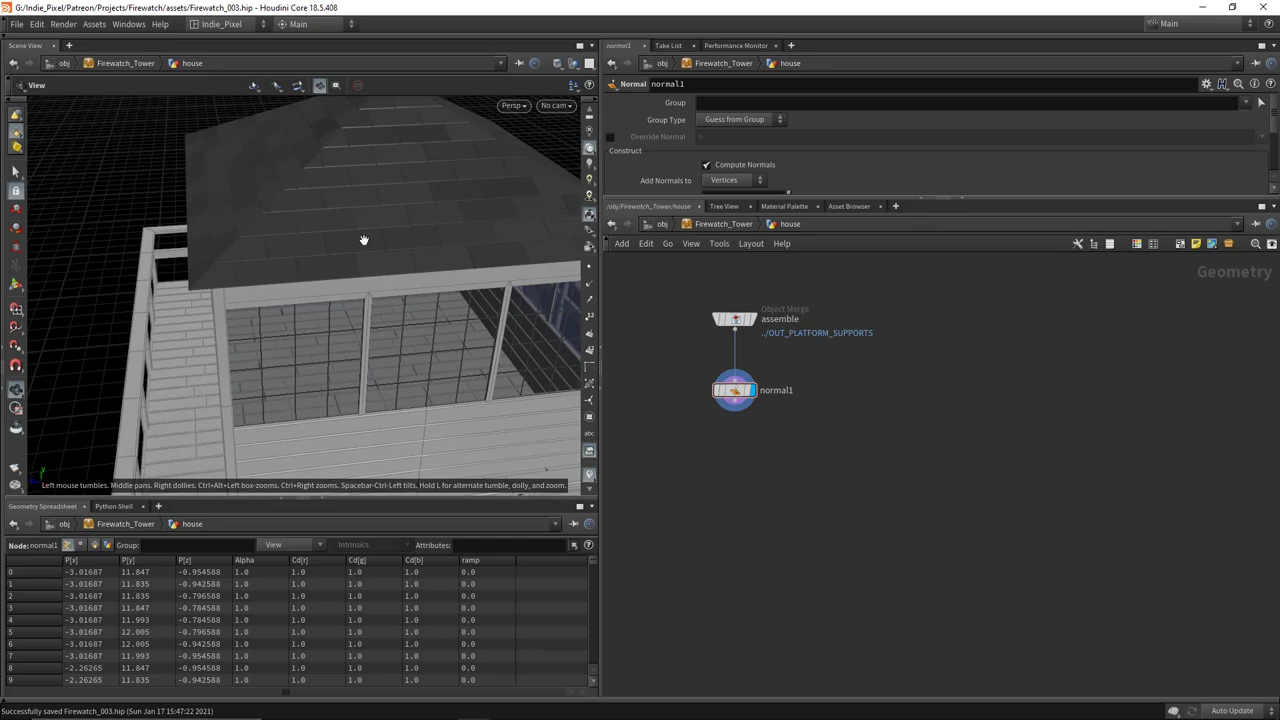 G:/Indie_Pixel/Patreon/Projects/Firewatch/assets/Firewatch_003.hip - Houdini Core 18.5.408
File Edit Render Assets Windows Help Indie_Pixel Main Main
Scene View
obj Firewatch_Tower house
View
Persp No cam
abc
Left mouse tumbles. Middle pans. Right dollies. Ctrl+Alt+Left box-zooms. Ctrl+Right zooms. Spacebar-Ctrl-Left tilts. Hold L for alternate tumble, dolly, and zoom.
y
Geometry Spreadsheet Python Shell
obj Firewatch_Tower house
Node: normal1 Group: View Intrinsics Attributes:
P[x] P[y] P[z] Alpha Cd[r] Cd[g] Cd[b] ramp
0 -3.01687 11.847 -0.954588 1.0 1.0 1.0 1.0 0.0
1 -3.01687 11.835 -0.942588 1.0 1.0 1.0 1.0 0.0
2 -3.01687 11.835 -0.796588 1.0 1.0 1.0 1.0 0.0
3 -3.01687 11.847 -0.784588 1.0 1.0 1.0 1.0 0.0
4 -3.01687 11.993 -0.784588 1.0 1.0 1.0 1.0 0.0
5 -3.01687 12.005 -0.796588 1.0 1.0 1.0 1.0 0.0
6 -3.01687 12.005 -0.942588 1.0 1.0 1.0 1.0 0.0
7 -3.01687 11.993 -0.954588 1.0 1.0 1.0 1.0 0.0
8 -2.26265 11.847 -0.954588 1.0 1.0 1.0 1.0 0.0
9 -2.26265 11.835 -0.942588 1.0 1.0 1.0 1.0 0.0
normal1 Take List Performance Monitor
obj Firewatch_Tower house
Normal normal1
Group
Group Type Guess from Group
Override Normal 0
Construct
Compute Normals
Add Normals to Vertices
/obj/Firewatch_Tower/house Tree View Material Palette Asset Browser
obj Firewatch_Tower house
Add Edit Go View Tools Layout Help
Geometry
Object Merge
assemble
../OUT_PLATFORM_SUPPORTS
normal1
Successfully saved Firewatch_003.hip (Sun Jan 17 15:47:22 2021)
Auto Update